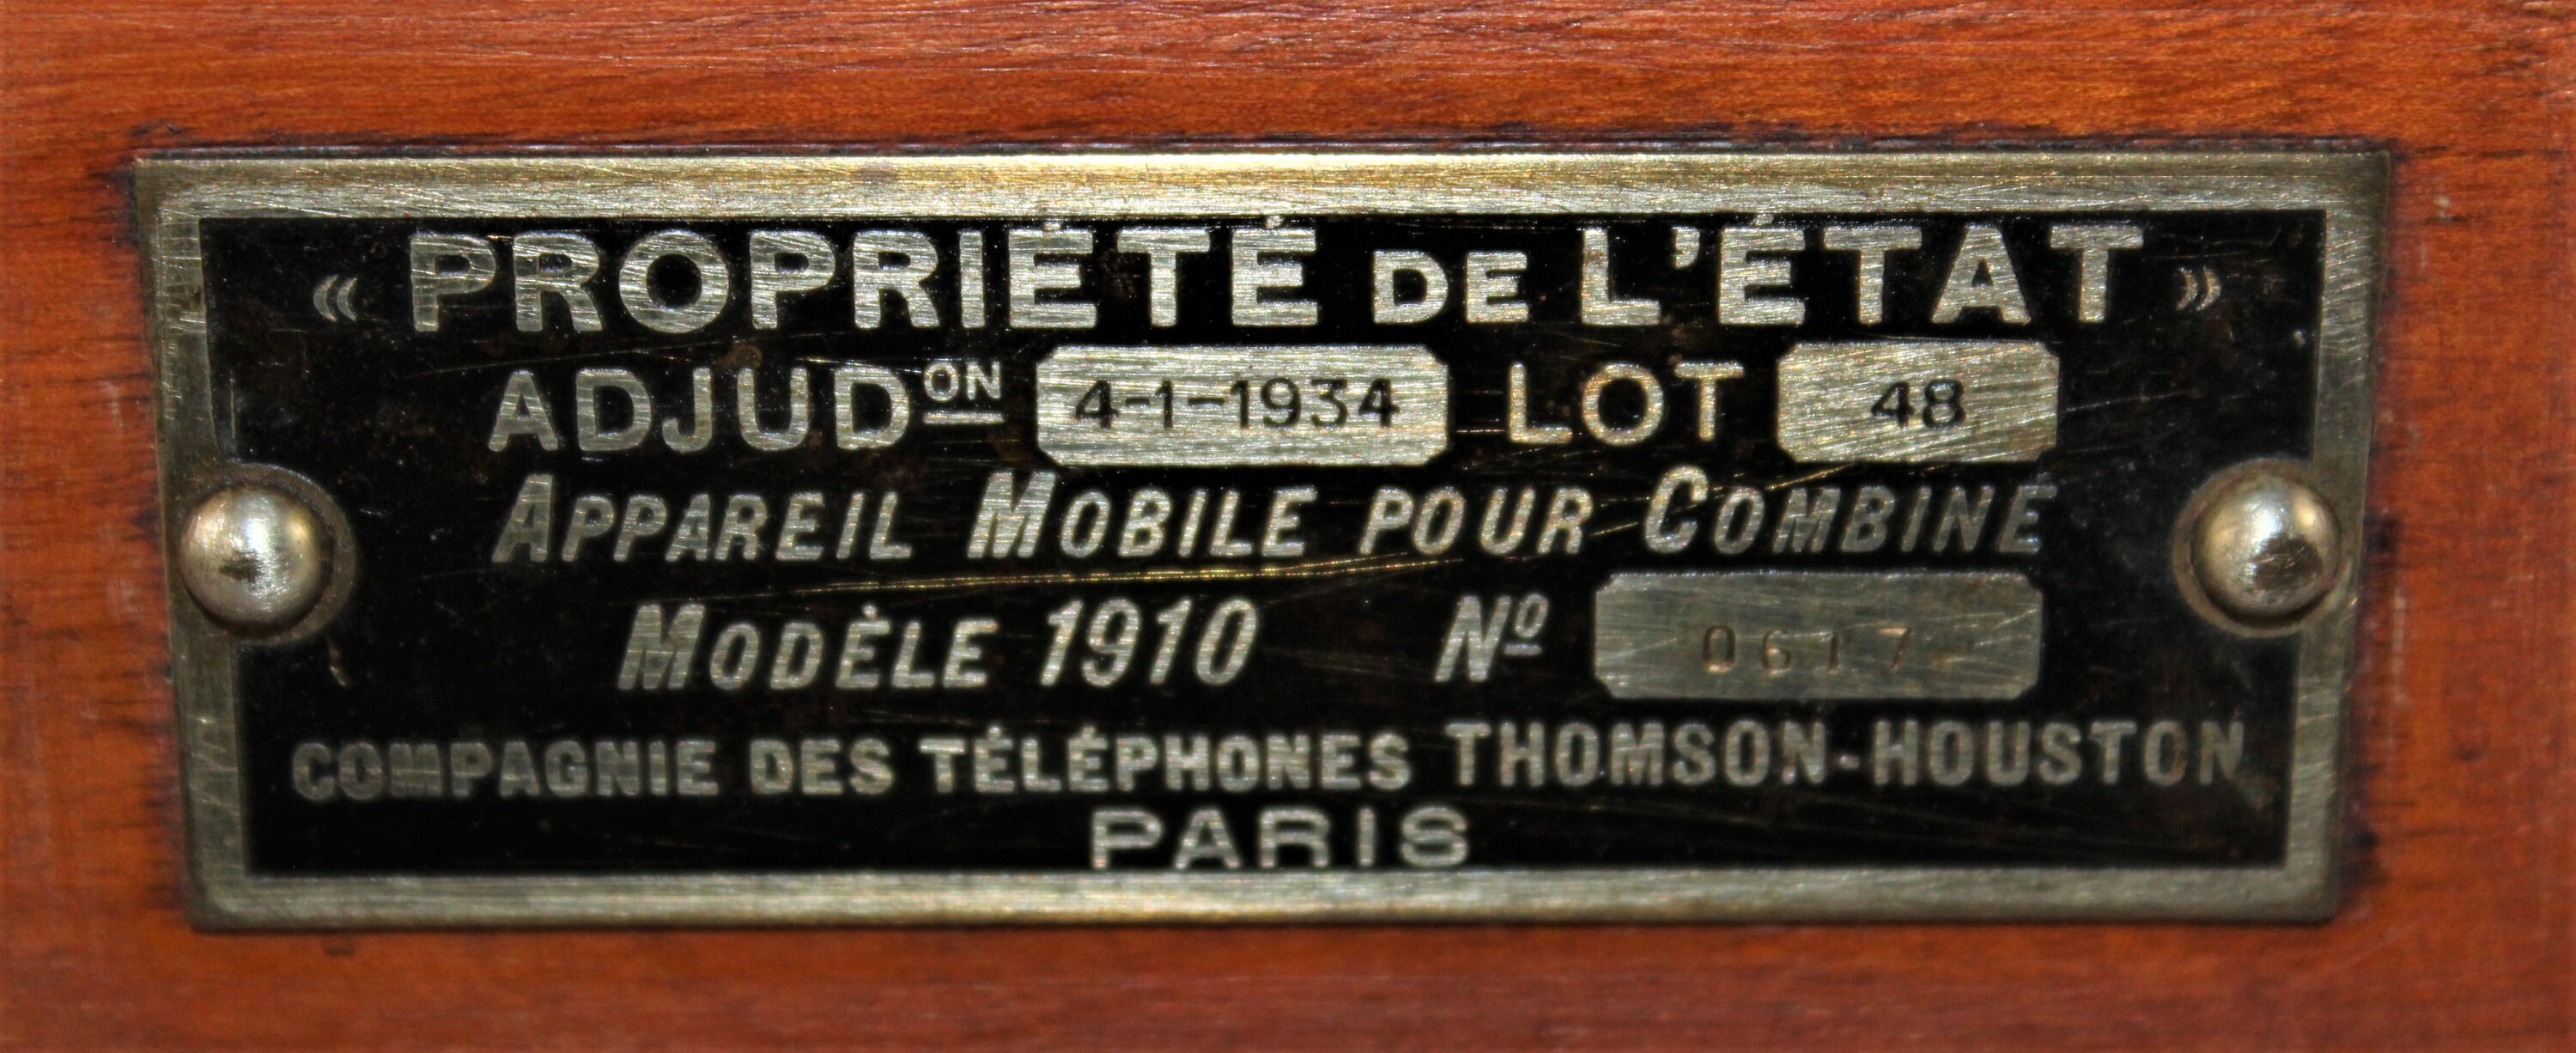 « PROPRIÉTÉ DE L'ÉTAT »
ADJUDON 4-1-1934 LOT 48
APPAREIL MOBILE POUR COMBINÉ
MODÈLE 1910 Nº 0617
COMPAGNIE DES TÉLÉPHONES THOMSON-HOUSTON
PARIS